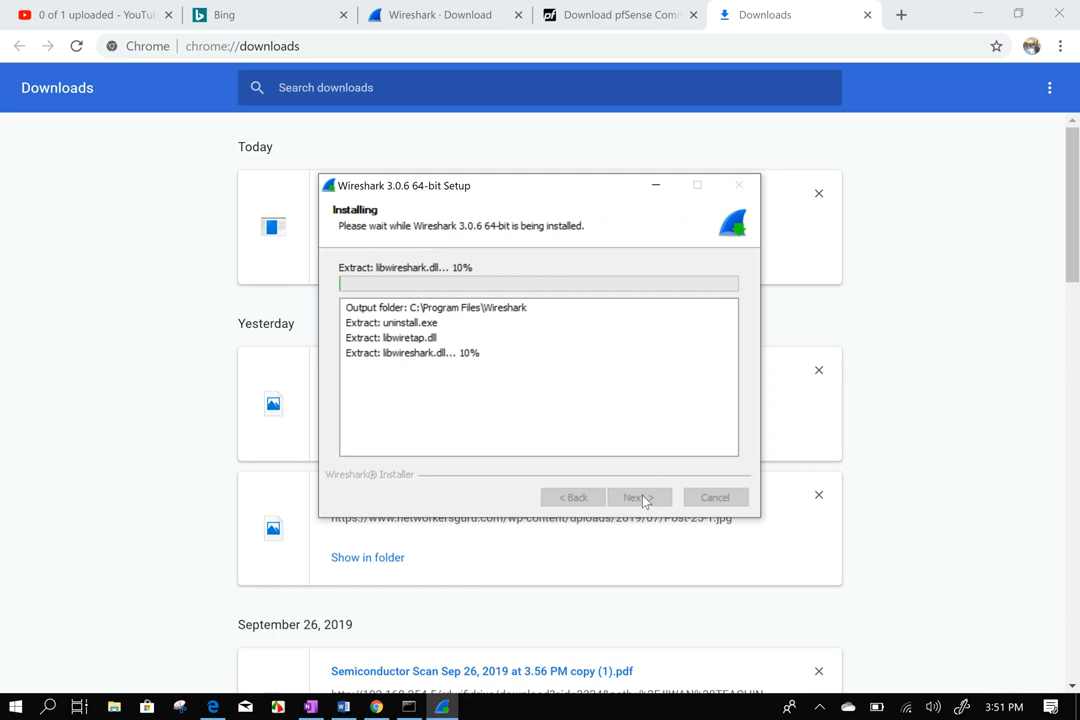 0 of 1 uploaded - YouTu
Bing
Wireshark · Download
Download pfSense Comm
Downloads
Chrome
chrome://downloads
Downloads
Search downloads
Today
Wireshark 3.0.6 64-bit Setup
Installing
Please wait while Wireshark 3.0.6 64-bit is being installed.
Extract: libwireshark.dll... 10%
Output folder: C:\Program Files\Wireshark
Extract: uninstall.exe
Extract: libwiretap.dll
Extract: libwireshark.dll... 10%
Yesterday
Wireshark® Installer
< Back
Next >
Cancel
https://www.networkersguru.com/wp-content/uploads/2019/07/Post-25-1.jpg
Show in folder
September 26, 2019
Semiconductor Scan Sep 26, 2019 at 3.56 PM copy (1).pdf
3:51 PM